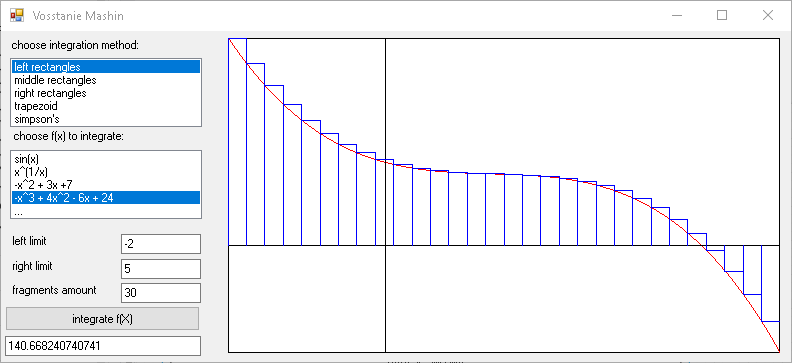 Vosstanie Mashin
choose integration method:
left rectangles
middle rectangles
right rectangles
trapezoid
simpson's
choose f(x) to integrate:
sin(x)
x^(1/x)
-x^2 + 3x +7
-x^3 + 4x^2 - 6x + 24
...
left limit
-2
right limit
5
fragments amount
30
integrate f(X)
140.668240740741